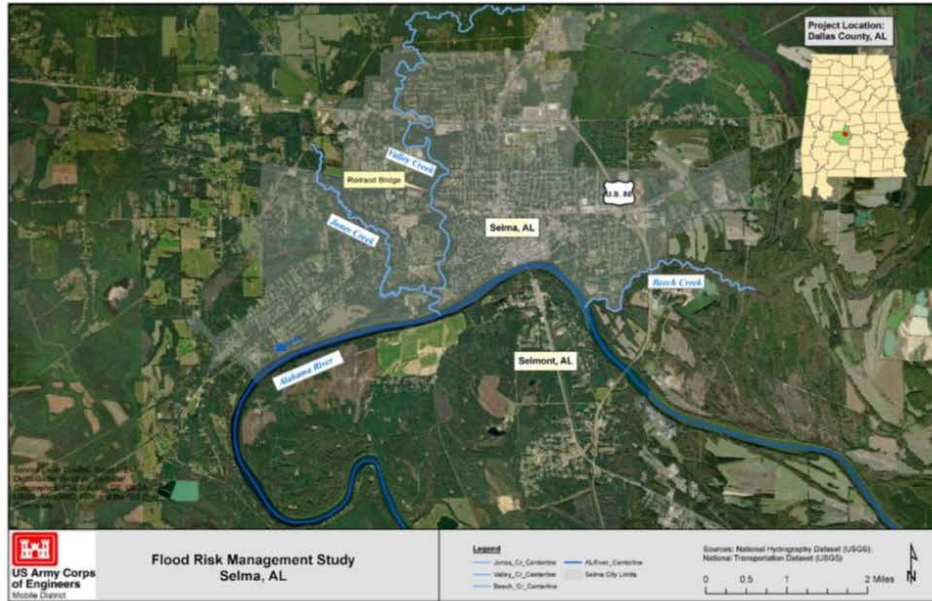 Project Location:
Dallas County, AL
Valley Creek
Railraod Bridge
Jones Creek
U.S. 80
Selma, AL
Beech Creek
Selmont, AL
Alabama River
US Army Corps
of Engineers
Mobile District
Flood Risk Management Study
Selma, AL
Legend
Jones_Cr_Centerline
ALRiver_Centerline
Valley_Cr_Centerline
Selma City Limits
Beech_Cr_Centerline
Sources: National Hydrography Dataset (USGS);
National Transportation Dataset (USGS)
0 0.5 1 2 Miles
N